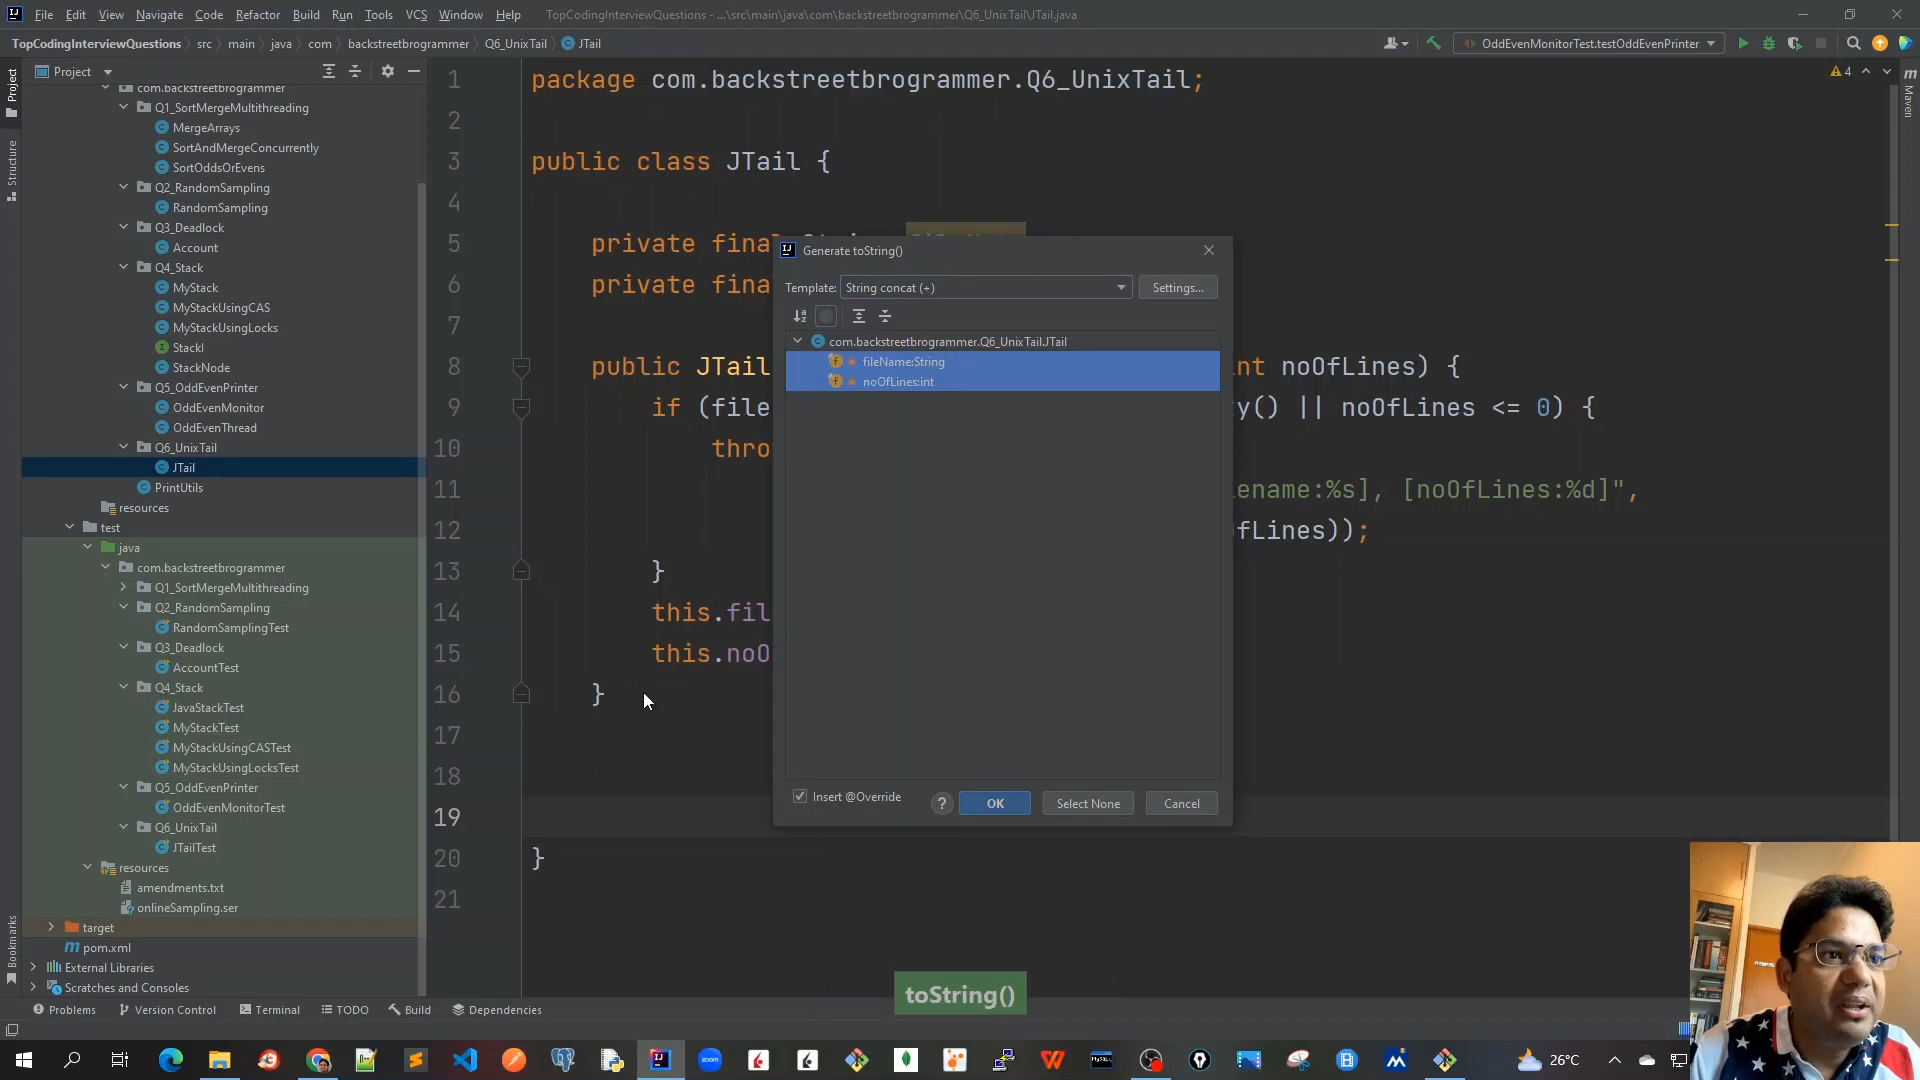 File Edit View Navigate Code Refactor Build Run Tools VCS Window Help TopCodingInterviewQuestions - ...\src\main\java\com\backstreetbrogrammer\Q6_UnixTail\JTail.java
TopCodingInterviewQuestions src main java com backstreetbrogrammer Q6_UnixTail JTail OddEvenMonitorTest.testOddEvenPrinter
Project
Project
Structure
Bookmarks
com.backstreetbrogrammer
Q1_SortMergeMultithreading
MergeArrays
SortAndMergeConcurrently
SortOddsOrEvens
Q2_RandomSampling
RandomSampling
Q3_Deadlock
Account
Q4_Stack
MyStack
MyStackUsingCAS
MyStackUsingLocks
StackI
StackNode
Q5_OddEvenPrinter
OddEvenMonitor
OddEvenThread
Q6_UnixTail
JTail
PrintUtils
resources
test
java
com.backstreetbrogrammer
Q1_SortMergeMultithreading
Q2_RandomSampling
RandomSamplingTest
Q3_Deadlock
AccountTest
Q4_Stack
JavaStackTest
MyStackTest
MyStackUsingCASTest
MyStackUsingLocksTest
Q5_OddEvenPrinter
OddEvenMonitorTest
Q6_UnixTail
JTailTest
resources
amendments.txt
onlineSampling.ser
target
pom.xml
External Libraries
Scratches and Consoles
1 package com.backstreetbrogrammer.Q6_UnixTail;
2
3 public class JTail {
4
5 private final
6 private fina
7
8 public JTail int noOfLines) {
9 if (file y() || noOfLines <= 0) {
10 thro
11 lename:%s], [noOfLines:%d]",
12 fLines));
13 }
14 this.fil
15 this.noO
16 }
17
18
19
20 }
21
4
Maven
Generate toString()
Template: String concat (+) Settings...
com.backstreetbrogrammer.Q6_UnixTail.JTail
fileName:String
noOfLines:int
Insert @Override ? OK Select None Cancel
toString()
Problems Version Control Terminal TODO Build Dependencies
26°C